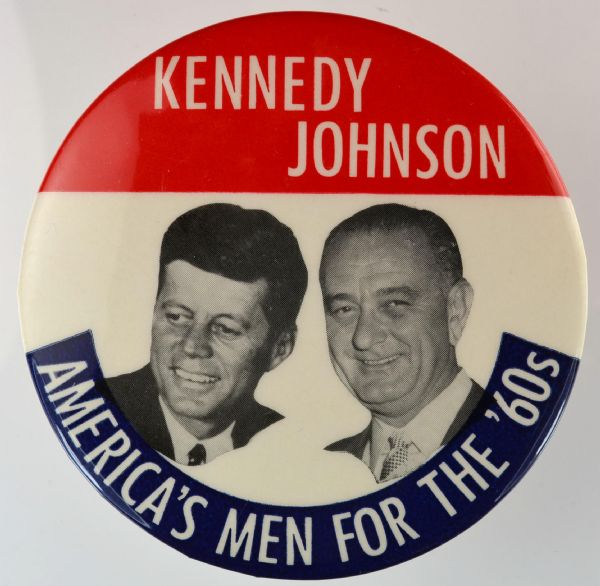 KENNEDY
JOHNSON
AMERICA'S MEN FOR THE '60s